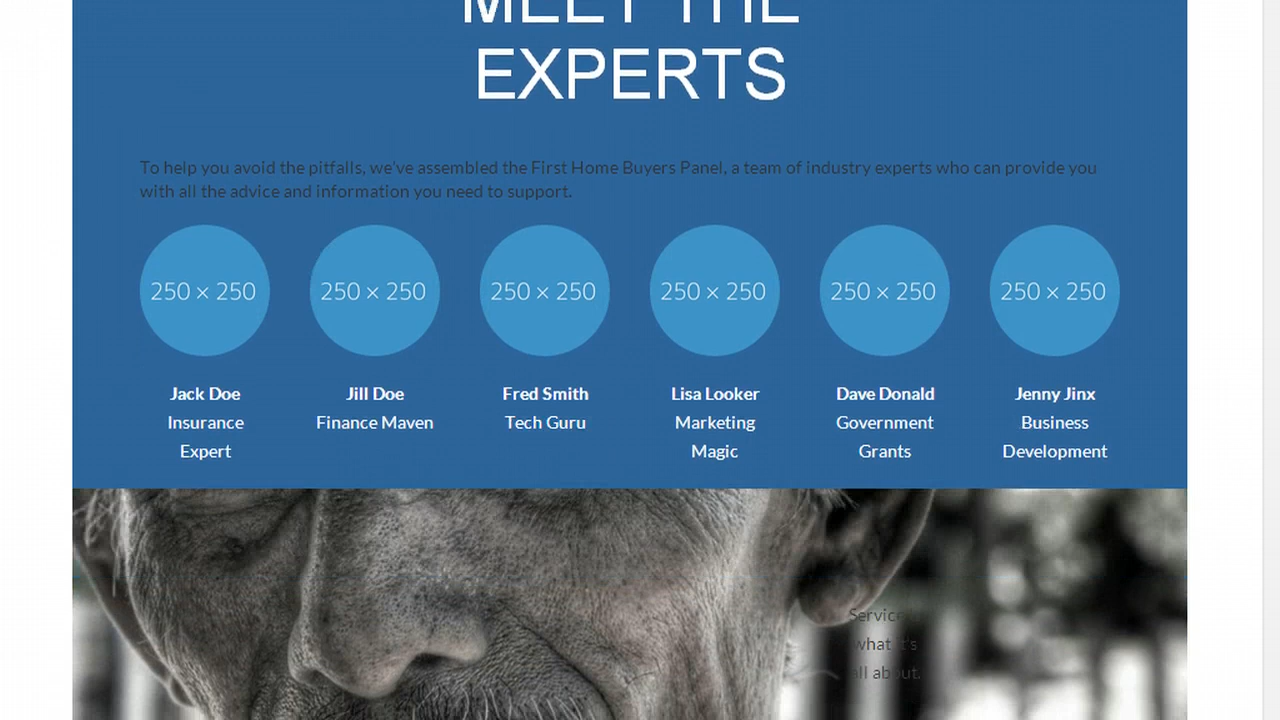 MEET THE
EXPERTS
To help you avoid the pitfalls, we've assembled the First Home Buyers Panel, a team of industry experts who can provide you
with all the advice and information you need to support.
250 × 250 250 × 250 250 × 250 250 × 250 250 × 250 250 × 250
Jack Doe Jill Doe Fred Smith Lisa Looker Dave Donald Jenny Jinx
Insurance Finance Maven Tech Guru Marketing Government Business
Expert Magic Grants Development
Service
what it's
all about.